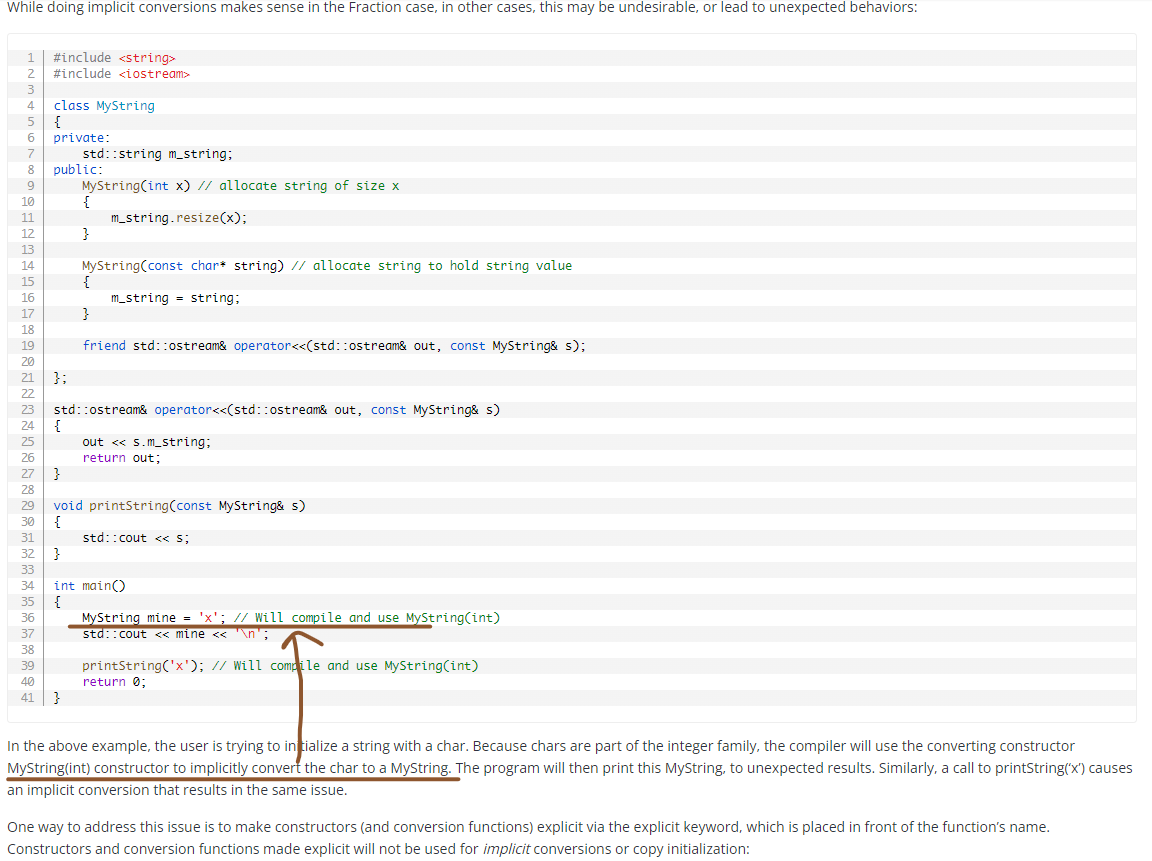 While doing implicit conversions makes sense in the Fraction case, in other cases, this may be undesirable, or lead to unexpected behaviors:
1 #include <string>
2 #include <iostream>
3
4 class MyString
5 {
6 private:
7     std::string m_string;
8 public:
9     MyString(int x) // allocate string of size x
10     {
11         m_string.resize(x);
12     }
13
14     MyString(const char* string) // allocate string to hold string value
15     {
16         m_string = string;
17     }
18
19     friend std::ostream& operator<<(std::ostream& out, const MyString& s);
20
21 };
22
23 std::ostream& operator<<(std::ostream& out, const MyString& s)
24 {
25     out << s.m_string;
26     return out;
27 }
28
29 void printString(const MyString& s)
30 {
31     std::cout << s;
32 }
33
34 int main()
35 {
36     MyString mine = 'x'; // Will compile and use MyString(int)
37     std::cout << mine << '\n';
38
39     printString('x'); // Will compile and use MyString(int)
40     return 0;
41 }
In the above example, the user is trying to initialize a string with a char. Because chars are part of the integer family, the compiler will use the converting constructor
MyString(int) constructor to implicitly convert the char to a MyString. The program will then print this MyString, to unexpected results. Similarly, a call to printString(‘x’) causes
an implicit conversion that results in the same issue.
One way to address this issue is to make constructors (and conversion functions) explicit via the explicit keyword, which is placed in front of the function’s name.
Constructors and conversion functions made explicit will not be used for implicit conversions or copy initialization: